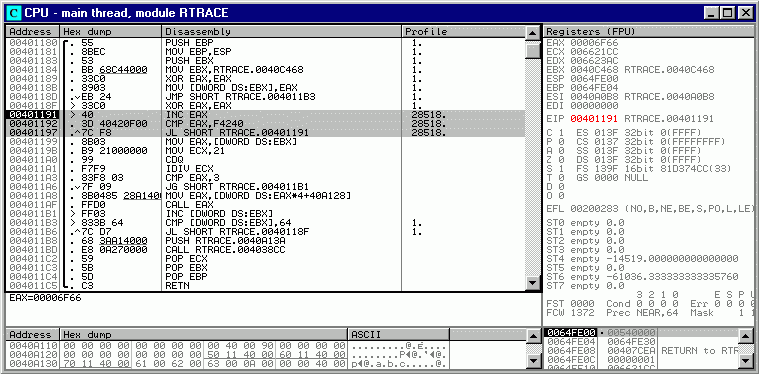 C CPU - main thread, module RTRACE
Address Hex dump Disassembly Profile
00401180 . 55 PUSH EBP 1.
00401181 . 8BEC MOV EBP,ESP 1.
00401183 . 53 PUSH EBX 1.
00401184 . BB 68C44000 MOV EBX,RTRACE.0040C468 1.
00401189 . 33C0 XOR EAX,EAX 1.
0040118B . 8903 MOV [DWORD DS:EBX],EAX 1.
0040118D .vEB 24 JMP SHORT RTRACE.004011B3 1.
0040118F > 33C0 XOR EAX,EAX 1.
00401191 > 40 INC EAX 28518.
00401192 . 3D 40420F00 CMP EAX,F4240 28518.
00401197 .^7C F8 JL SHORT RTRACE.00401191 28518.
00401199 . 8B03 MOV EAX,[DWORD DS:EBX]
0040119B . B9 21000000 MOV ECX,21
004011A0 . 99 CDQ
004011A1 . F7F9 IDIV ECX
004011A3 . 83F8 03 CMP EAX,3
004011A6 .v7F 09 JG SHORT RTRACE.004011B1
004011A8 . 8B0485 28A14000 MOV EAX,[DWORD DS:EAX*4+40A128]
004011AF . FFD0 CALL EAX
004011B1 > FF03 INC [DWORD DS:EBX]
004011B3 > 833B 64 CMP [DWORD DS:EBX],64 1.
004011B6 .^7C D7 JL SHORT RTRACE.0040118F 1.
004011B8 . 68 3AA14000 PUSH RTRACE.0040A13A
004011BD . E8 0A270000 CALL RTRACE.004038CC
004011C2 . 59 POP ECX
004011C3 . 5B POP EBX
004011C4 . 5D POP EBP
004011C5 . C3 RETN
EAX=00006F66
Registers (FPU)
EAX 00006F66
ECX 006621CC
EDX 006623AC
EBX 0040C468 RTRACE.0040C468
ESP 0064FE00
EBP 0064FE04
ESI 0040A0B8 RTRACE.0040A0B8
EDI 00000000
EIP 00401191 RTRACE.00401191
C 1 ES 013F 32bit 0(FFFF)
P 0 CS 0137 32bit 0(FFFFFFFF)
A 0 SS 013F 32bit 0(FFFF)
Z 0 DS 013F 32bit 0(FFFF)
S 1 FS 139F 16bit 81D374CC(33)
T 0 GS 0000 NULL
D 0
O 0
EFL 00200283 (NO,B,NE,BE,S,PO,L,LE)
ST0 empty 0.0
ST1 empty 0.0
ST2 empty 0.0
ST3 empty 0.0
ST4 empty -14519.000000000000000
ST5 empty 0.0
ST6 empty -61036.333333333335760
ST7 empty 0.0
3 2 1 0 E S P U
FST 0000 Cond 0 0 0 0 Err 0 0 0 0
FCW 1372 Prec NEAR,64 Mask 1 1
Address Hex dump ASCII
0040A110 00 00 00 00 00 00 00 40 00 90 00 00 00 00
0040A120 00 00 00 00 00 00 00 00 50 11 40 00 60 11 40 00
0040A130 70 11 40 00 61 00 62 00 63 00 0A 00 00 00 40 00
0064FE00 00540000
0064FE04 0064FE30
0064FE08 00407CEA RETURN to RTR
0064FE0C 00000001
0064FE10 006621CC